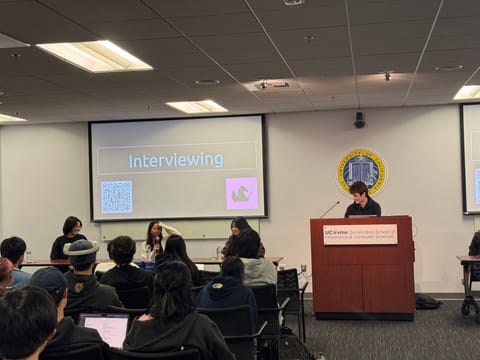 Interviewing
UC Irvine Donald Bren School of
Information & Computer Sciences